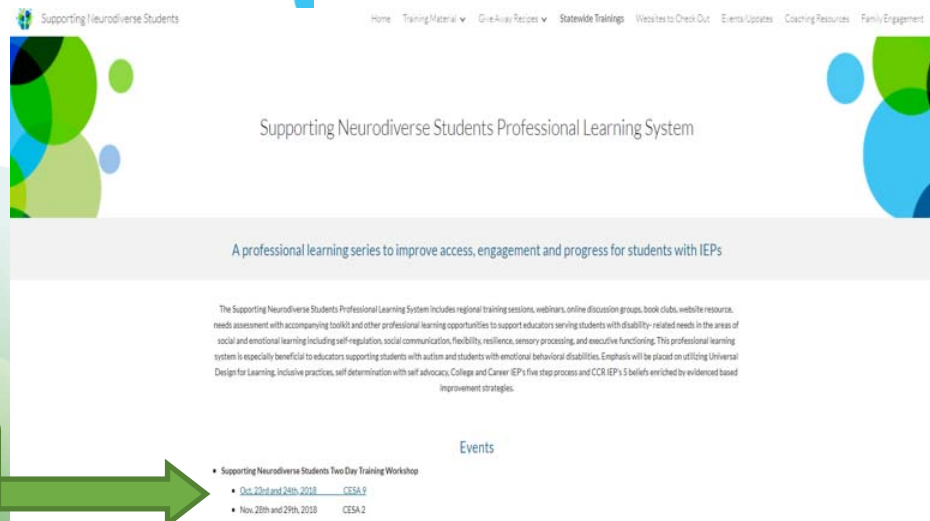 Supporting Neurodiverse Students
Home Training Material Give Away Recipes Statewide Trainings Websites to Check Out Events/Updates Coaching Resources Family Engagement
Supporting Neurodiverse Students Professional Learning System
A professional learning series to improve access, engagement and progress for students with IEPs
The Supporting Neurodiverse Students Professional Learning System includes regional training sessions, webinars, online discussion groups, book clubs, website resource,
needs assessment with accompanying toolkit and other professional learning opportunities to support educators serving students with disability- related needs in the areas of
social and emotional learning including self-regulation, social communication, flexibility, resilience, sensory processing, and executive functioning. This professional learning
system is especially beneficial to educators supporting students with autism and students with emotional behavioral disabilities. Emphasis will be placed on utilizing Universal
Design for Learning, inclusive practices, self determination with self advocacy, College and Career IEP's five step process and CCR IEP's 5 beliefs enriched by evidenced based
improvement strategies.
Events
• Supporting Neurodiverse Students Two Day Training Workshop
• Oct. 23rd and 24th, 2018 CESA 9
• Nov. 28th and 29th, 2018 CESA 2